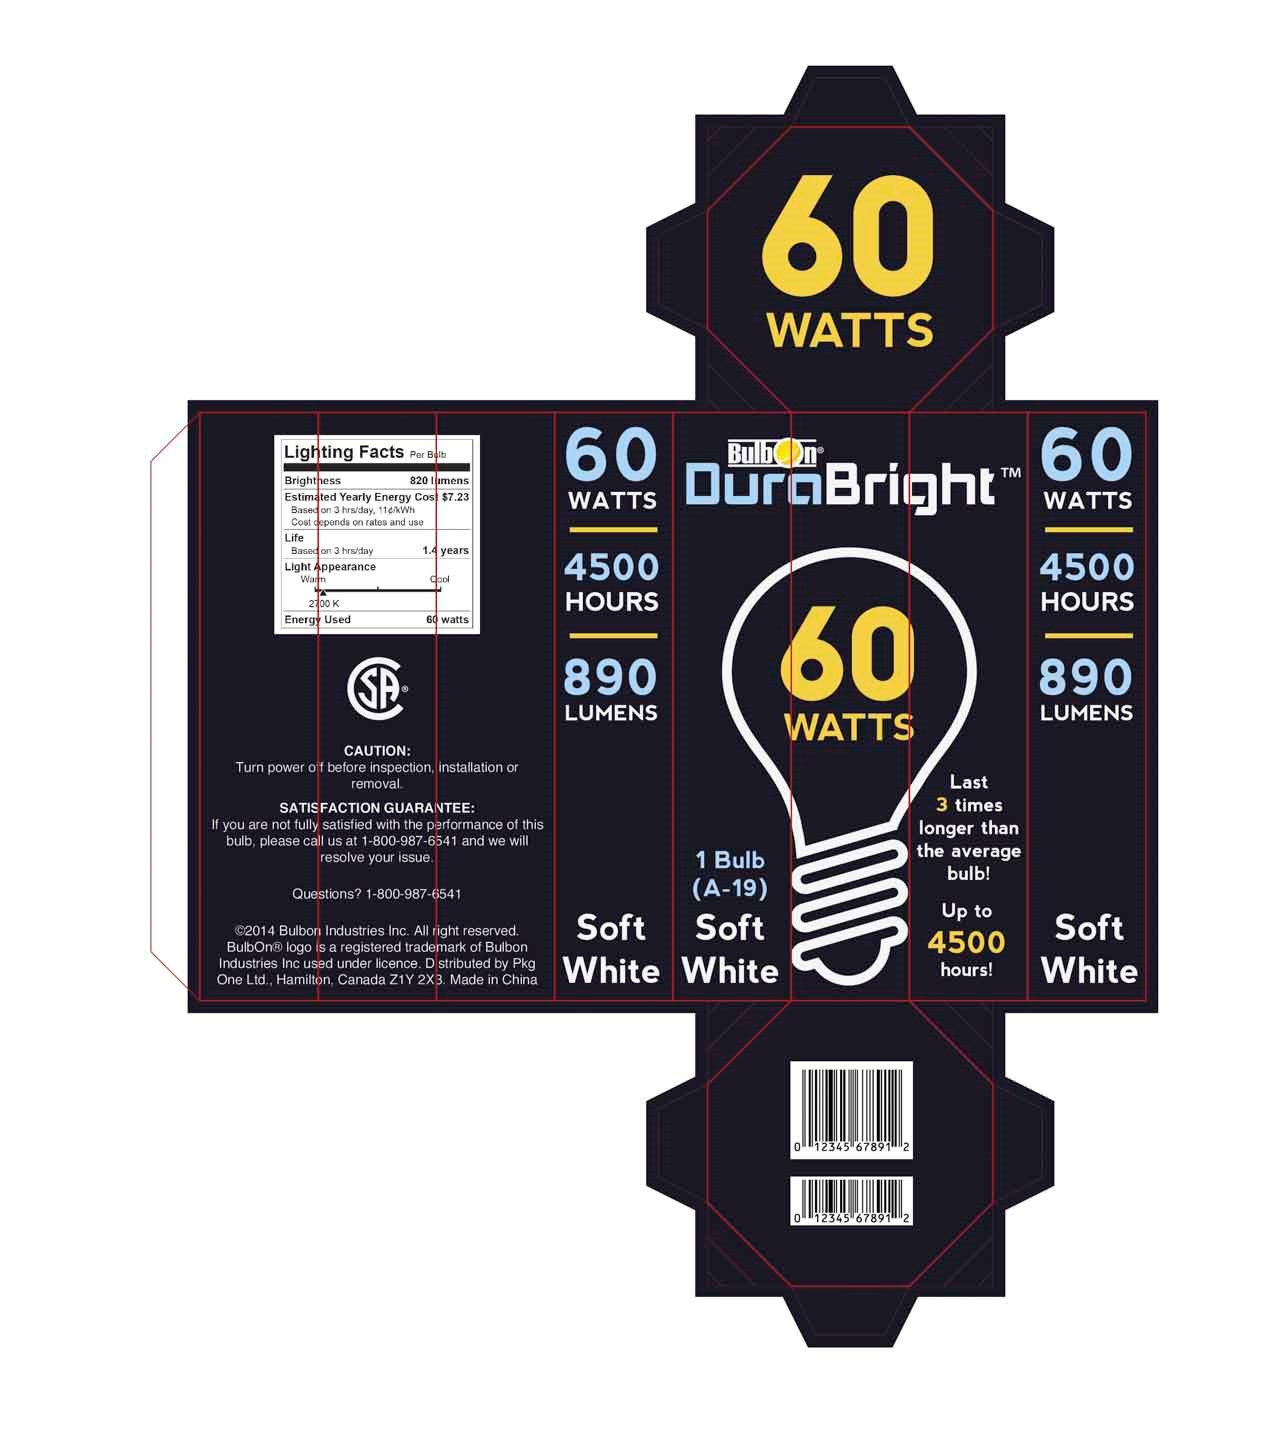 60
WATTS
Lighting Facts Per Bulb
Brightness 820 lumens
Estimated Yearly Energy Cost $7.23
Based on 3 hrs/day, 11¢/kWh
Cost depends on rates and use
Life
Based on 3 hrs/day 1.4 years
Light Appearance
Warm Cool
2700 K
Energy Used 60 watts
CSA®
CAUTION:
Turn power off before inspection, installation or
removal.
SATISFACTION GUARANTEE:
If you are not fully satisfied with the performance of this
bulb, please call us at 1-800-987-6541 and we will
resolve your issue.
Questions? 1-800-987-6541
©2014 Bulbon Industries Inc. All right reserved.
BulbOn® logo is a registered trademark of Bulbon
Industries Inc used under licence. Distributed by Pkg
One Ltd., Hamilton, Canada Z1Y 2X3. Made in China
60
WATTS
4500
HOURS
890
LUMENS
Soft
White
BulbOn®
DuraBright™
60
WATTS
1 Bulb
(A-19)
Soft
White
Last
3 times
longer than
the average
bulb!
Up to
4500
hours!
60
WATTS
4500
HOURS
890
LUMENS
Soft
White
0 12345 67891 2
0 12345 67891 2